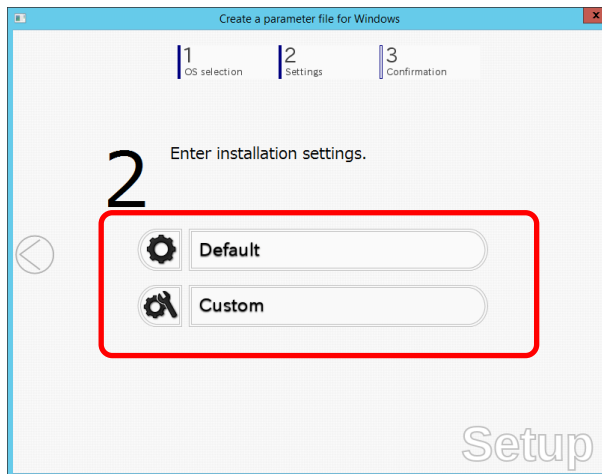 Create a parameter file for Windows
x
1
OS selection
2
Settings
3
Confirmation
2
Enter installation settings.
Default
Custom
Setup